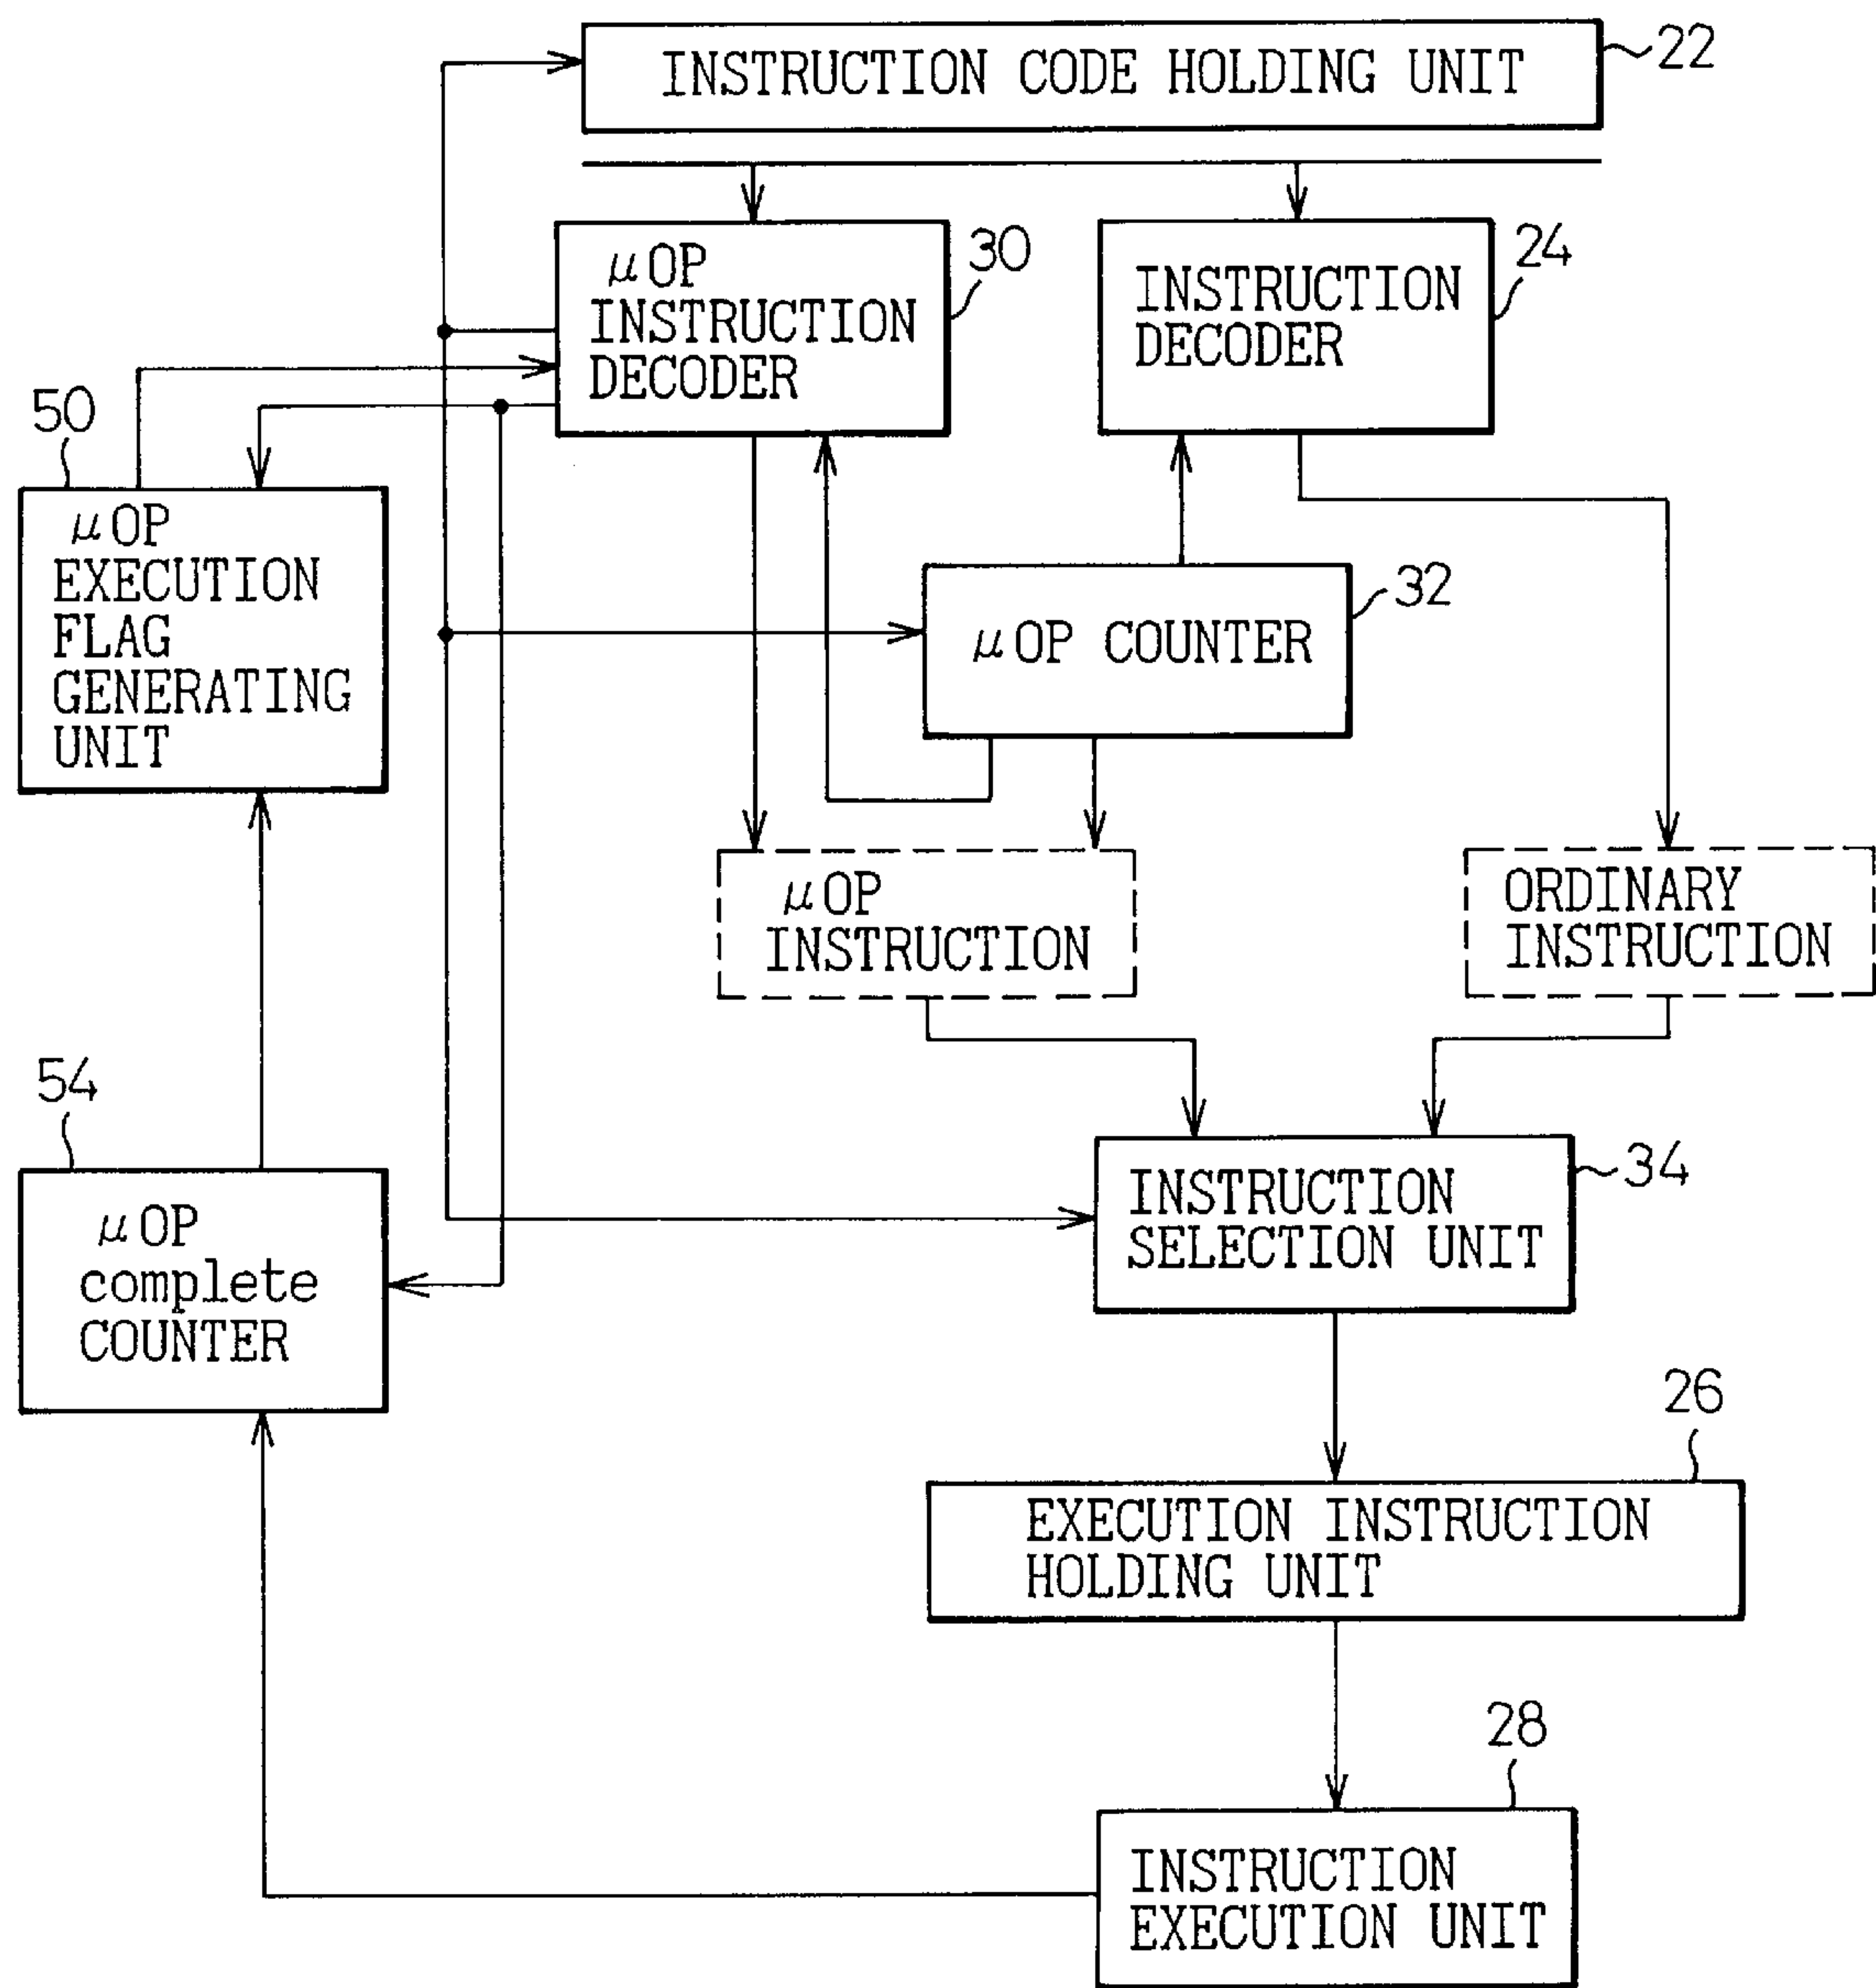 INSTRUCTION CODE HOLDING UNIT
22
μOP
INSTRUCTION
DECODER
30
INSTRUCTION
DECODER
24
50
μOP
EXECUTION
FLAG
GENERATING
UNIT
μOP COUNTER
32
μOP
INSTRUCTION
ORDINARY
INSTRUCTION
54
μOP
complete
COUNTER
INSTRUCTION
SELECTION UNIT
34
26
EXECUTION INSTRUCTION
HOLDING UNIT
28
INSTRUCTION
EXECUTION UNIT